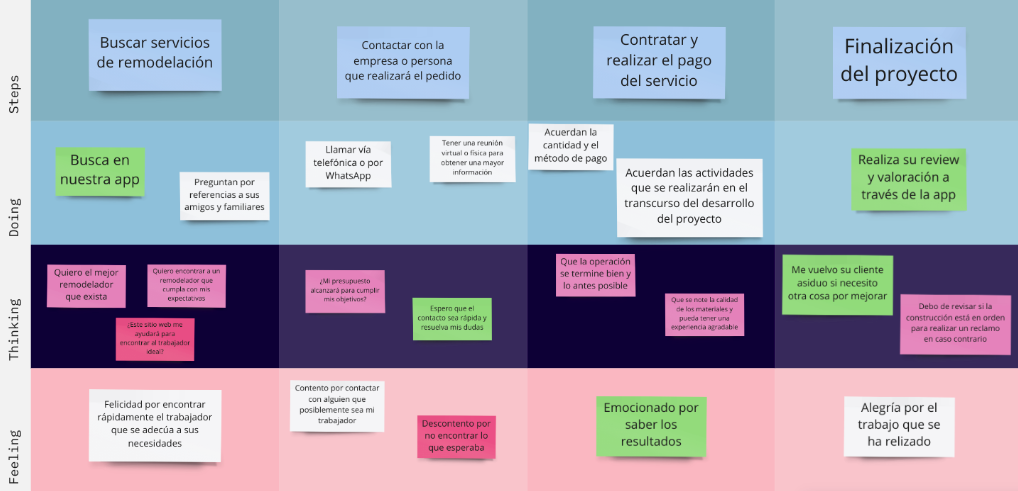 Steps
Buscar servicios
de remodelación
Contactar con la
empresa o persona
que realizará el pedido
Contratar y
realizar el pago
del servicio
Finalización
del proyecto
Doing
Busca en
nuestra app
Preguntan por
referencias a sus
amigos y familiares
Llamar vía
telefónica o por
WhatsApp
Tener una reunión
virtual o física para
obtener una mayor
información
Acuerdan la
cantidad y el
método de pago
Acuerdan las actividades
que se realizarán en el
transcurso del desarrollo
del proyecto
Realiza su review
y valoración a
través de la app
Thinking
Quiero el mejor
remodelador
que exista
Quiero encontrar a un
remodelador que
cumpla con mis
expectativos
¿Este sitio web me
ayudará para
encontrar al trabajador
ideal?
¿Mi presupuesto
alcanzará para cumplir
mis objetivos?
Espero que el
contacto sea rápida y
resuelva mis dudas
Que la operación
se termine bien y
lo antes posible
Que se note la calidad
de los materiales y
pueda tener una
experiencia agradable
Me vuelvo su cliente
asiduo si necesito
otra cosa por mejorar
Debo de revisar si la
construcción está en orden
para realizar un reclamo
en caso contrario
Feeling
Felicidad por encontrar
rápidamente el trabajador
que se adecúa a sus
necesidades
Contento por contactar
con alguien que
posiblemente sea mi
trabajador
Descontento por
no encontrar lo
que esperaba
Emocionado por
saber los
resultados
Alegría por el
trabajo que se
ha relizado